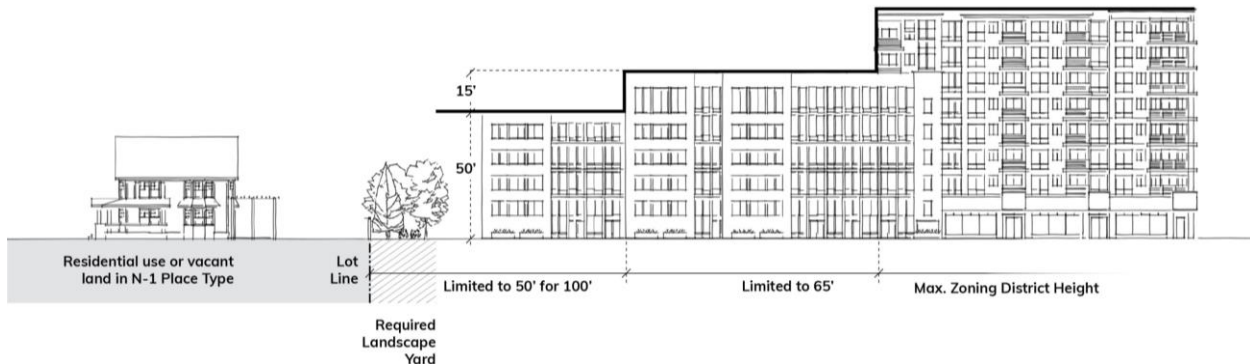 15'
50'
Residential use or vacant
land in N-1 Place Type
Lot
Line
Limited to 50' for 100'
Limited to 65'
Max. Zoning District Height
Required
Landscape
Yard